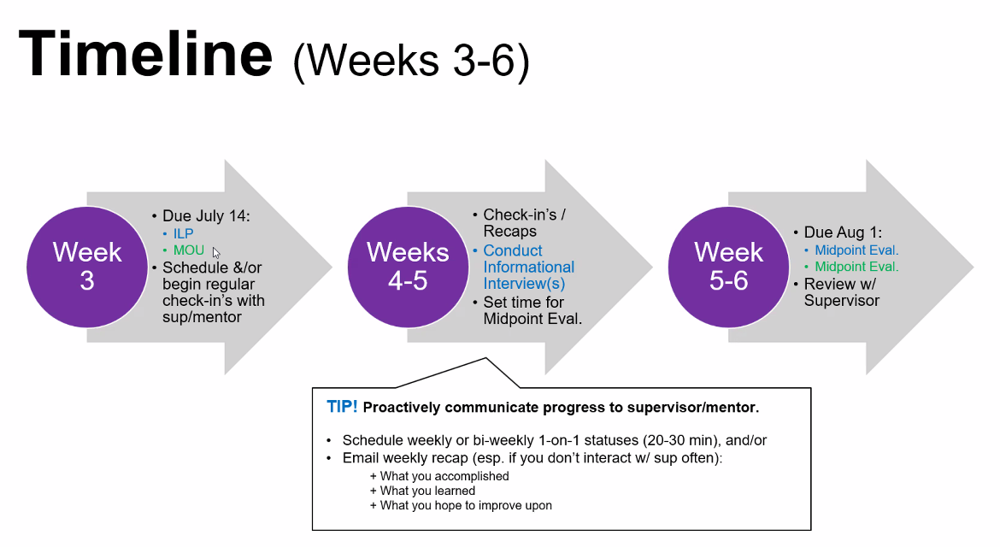 Timeline (Weeks 3-6)
Week
3
• Due July 14:
• ILP
• MOU
• Schedule &/or
begin regular
check-in's with
sup/mentor
Weeks
4-5
• Check-in's /
Recaps
• Conduct
Informational
Interview(s)
• Set time for
Midpoint Eval.
Week
5-6
• Due Aug 1:
• Midpoint Eval.
• Midpoint Eval.
• Review w/
Supervisor
TIP! Proactively communicate progress to supervisor/mentor.
• Schedule weekly or bi-weekly 1-on-1 statuses (20-30 min), and/or
• Email weekly recap (esp. if you don't interact w/ sup often):
+ What you accomplished
+ What you learned
+ What you hope to improve upon